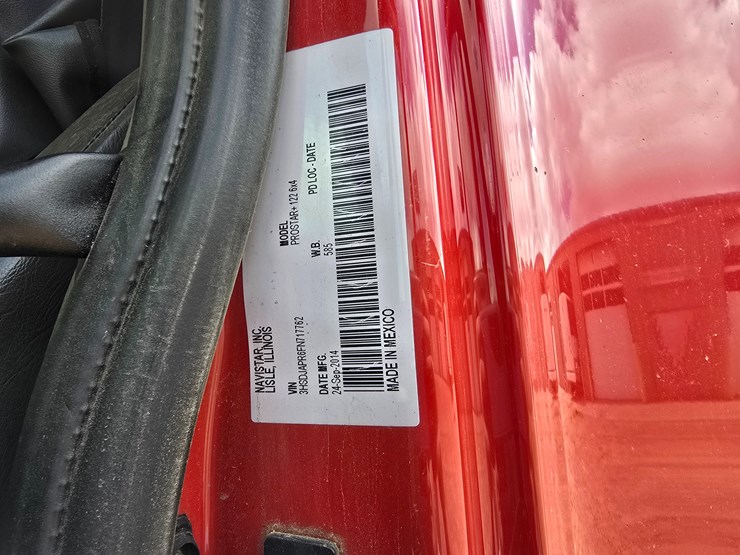 NAVISTAR, INC.
LISLE, ILLINOIS
VIN
3HSDJAPR6FN717762
MODEL
PROSTAR+ 122 6x4
DATE MFG.
24-Sep-2014
W.B.
585
PD LOC - DATE
MADE IN MEXICO